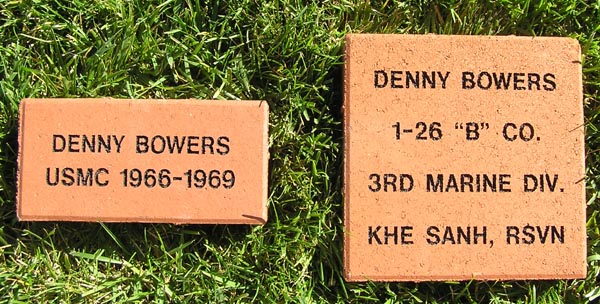 DENNY BOWERS
USMC 1966-1969
DENNY BOWERS
1-26 "B" CO.
3RD MARINE DIV.
KHE SANH, RSVN